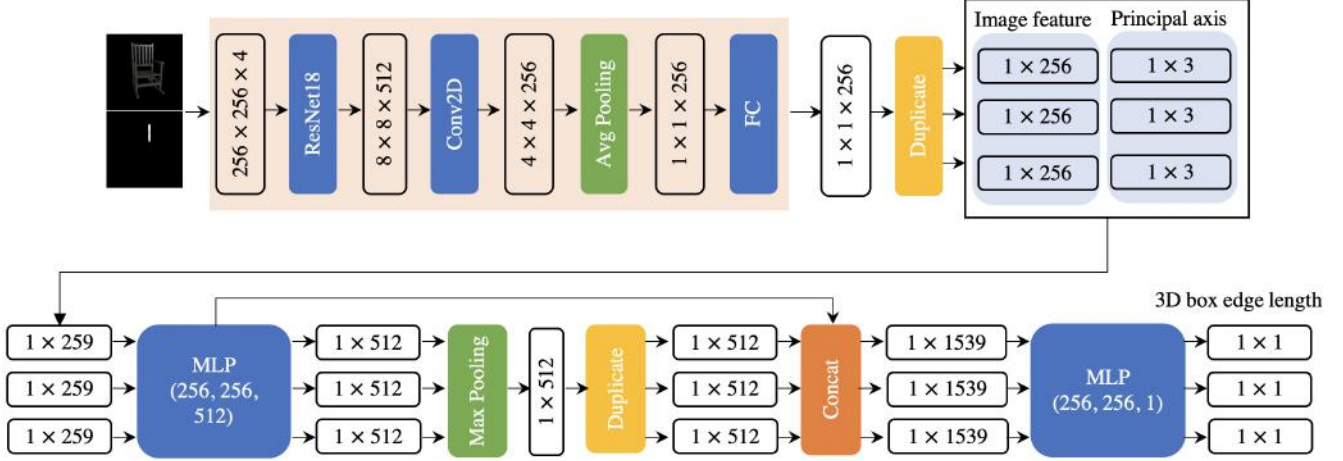 Image feature Principal axis
256 × 256 × 4
ResNet18
8 × 8 × 512
Conv2D
4 × 4 × 256
Avg Pooling
1 × 1 × 256
FC
1 × 1 × 256
Duplicate
1 × 256 1 × 3
1 × 256 1 × 3
1 × 256 1 × 3
3D box edge length
1 × 259
1 × 259
1 × 259
MLP
(256, 256,
512)
1 × 512
1 × 512
1 × 512
Max Pooling
1 × 512
Duplicate
1 × 512
1 × 512
1 × 512
Concat
1 × 1539
1 × 1539
1 × 1539
MLP
(256, 256, 1)
1 × 1
1 × 1
1 × 1